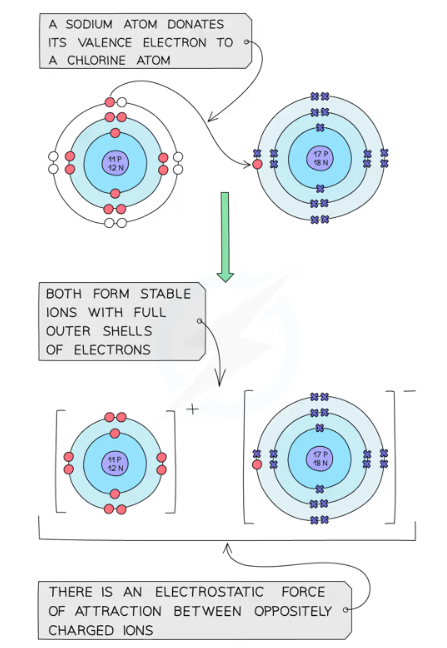 A SODIUM ATOM DONATES
ITS VALENCE ELECTRON TO
A CHLORINE ATOM
11 P
12 N
17 P
18 N
BOTH FORM STABLE
IONS WITH FULL
OUTER SHELLS
OF ELECTRONS
+
−
11 P
12 N
17 P
18 N
THERE IS AN ELECTROSTATIC FORCE
OF ATTRACTION BETWEEN OPPOSITELY
CHARGED IONS